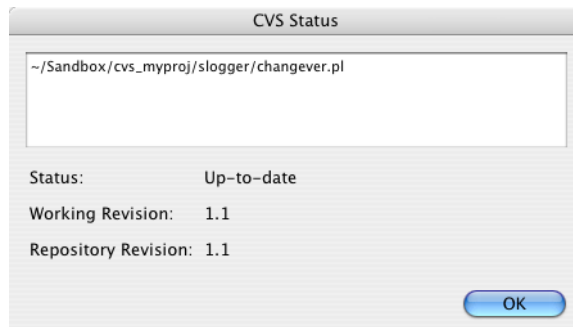 CVS Status
~/Sandbox/cvs_myproj/slogger/changever.pl
Status: Up-to-date
Working Revision: 1.1
Repository Revision: 1.1
OK